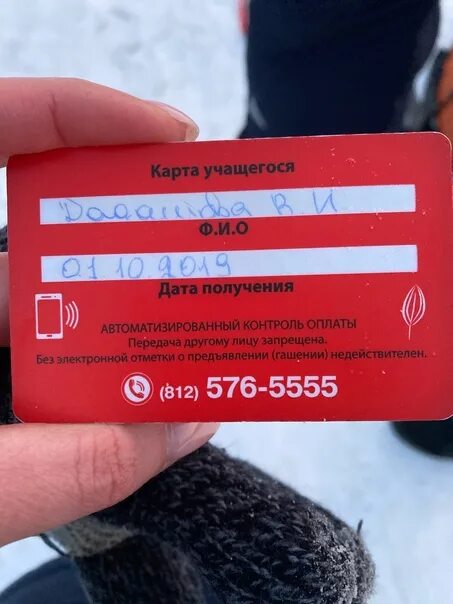 Карта учащегося
В. И.
Ф.И.О
01.10.2019
Дата получения
АВТОМАТИЗИРОВАННЫЙ КОНТРОЛЬ ОПЛАТЫ
Передача другому лицу запрещена.
Без электронной отметки о предъявлении (гашении) недействителен.
(812) 576-5555